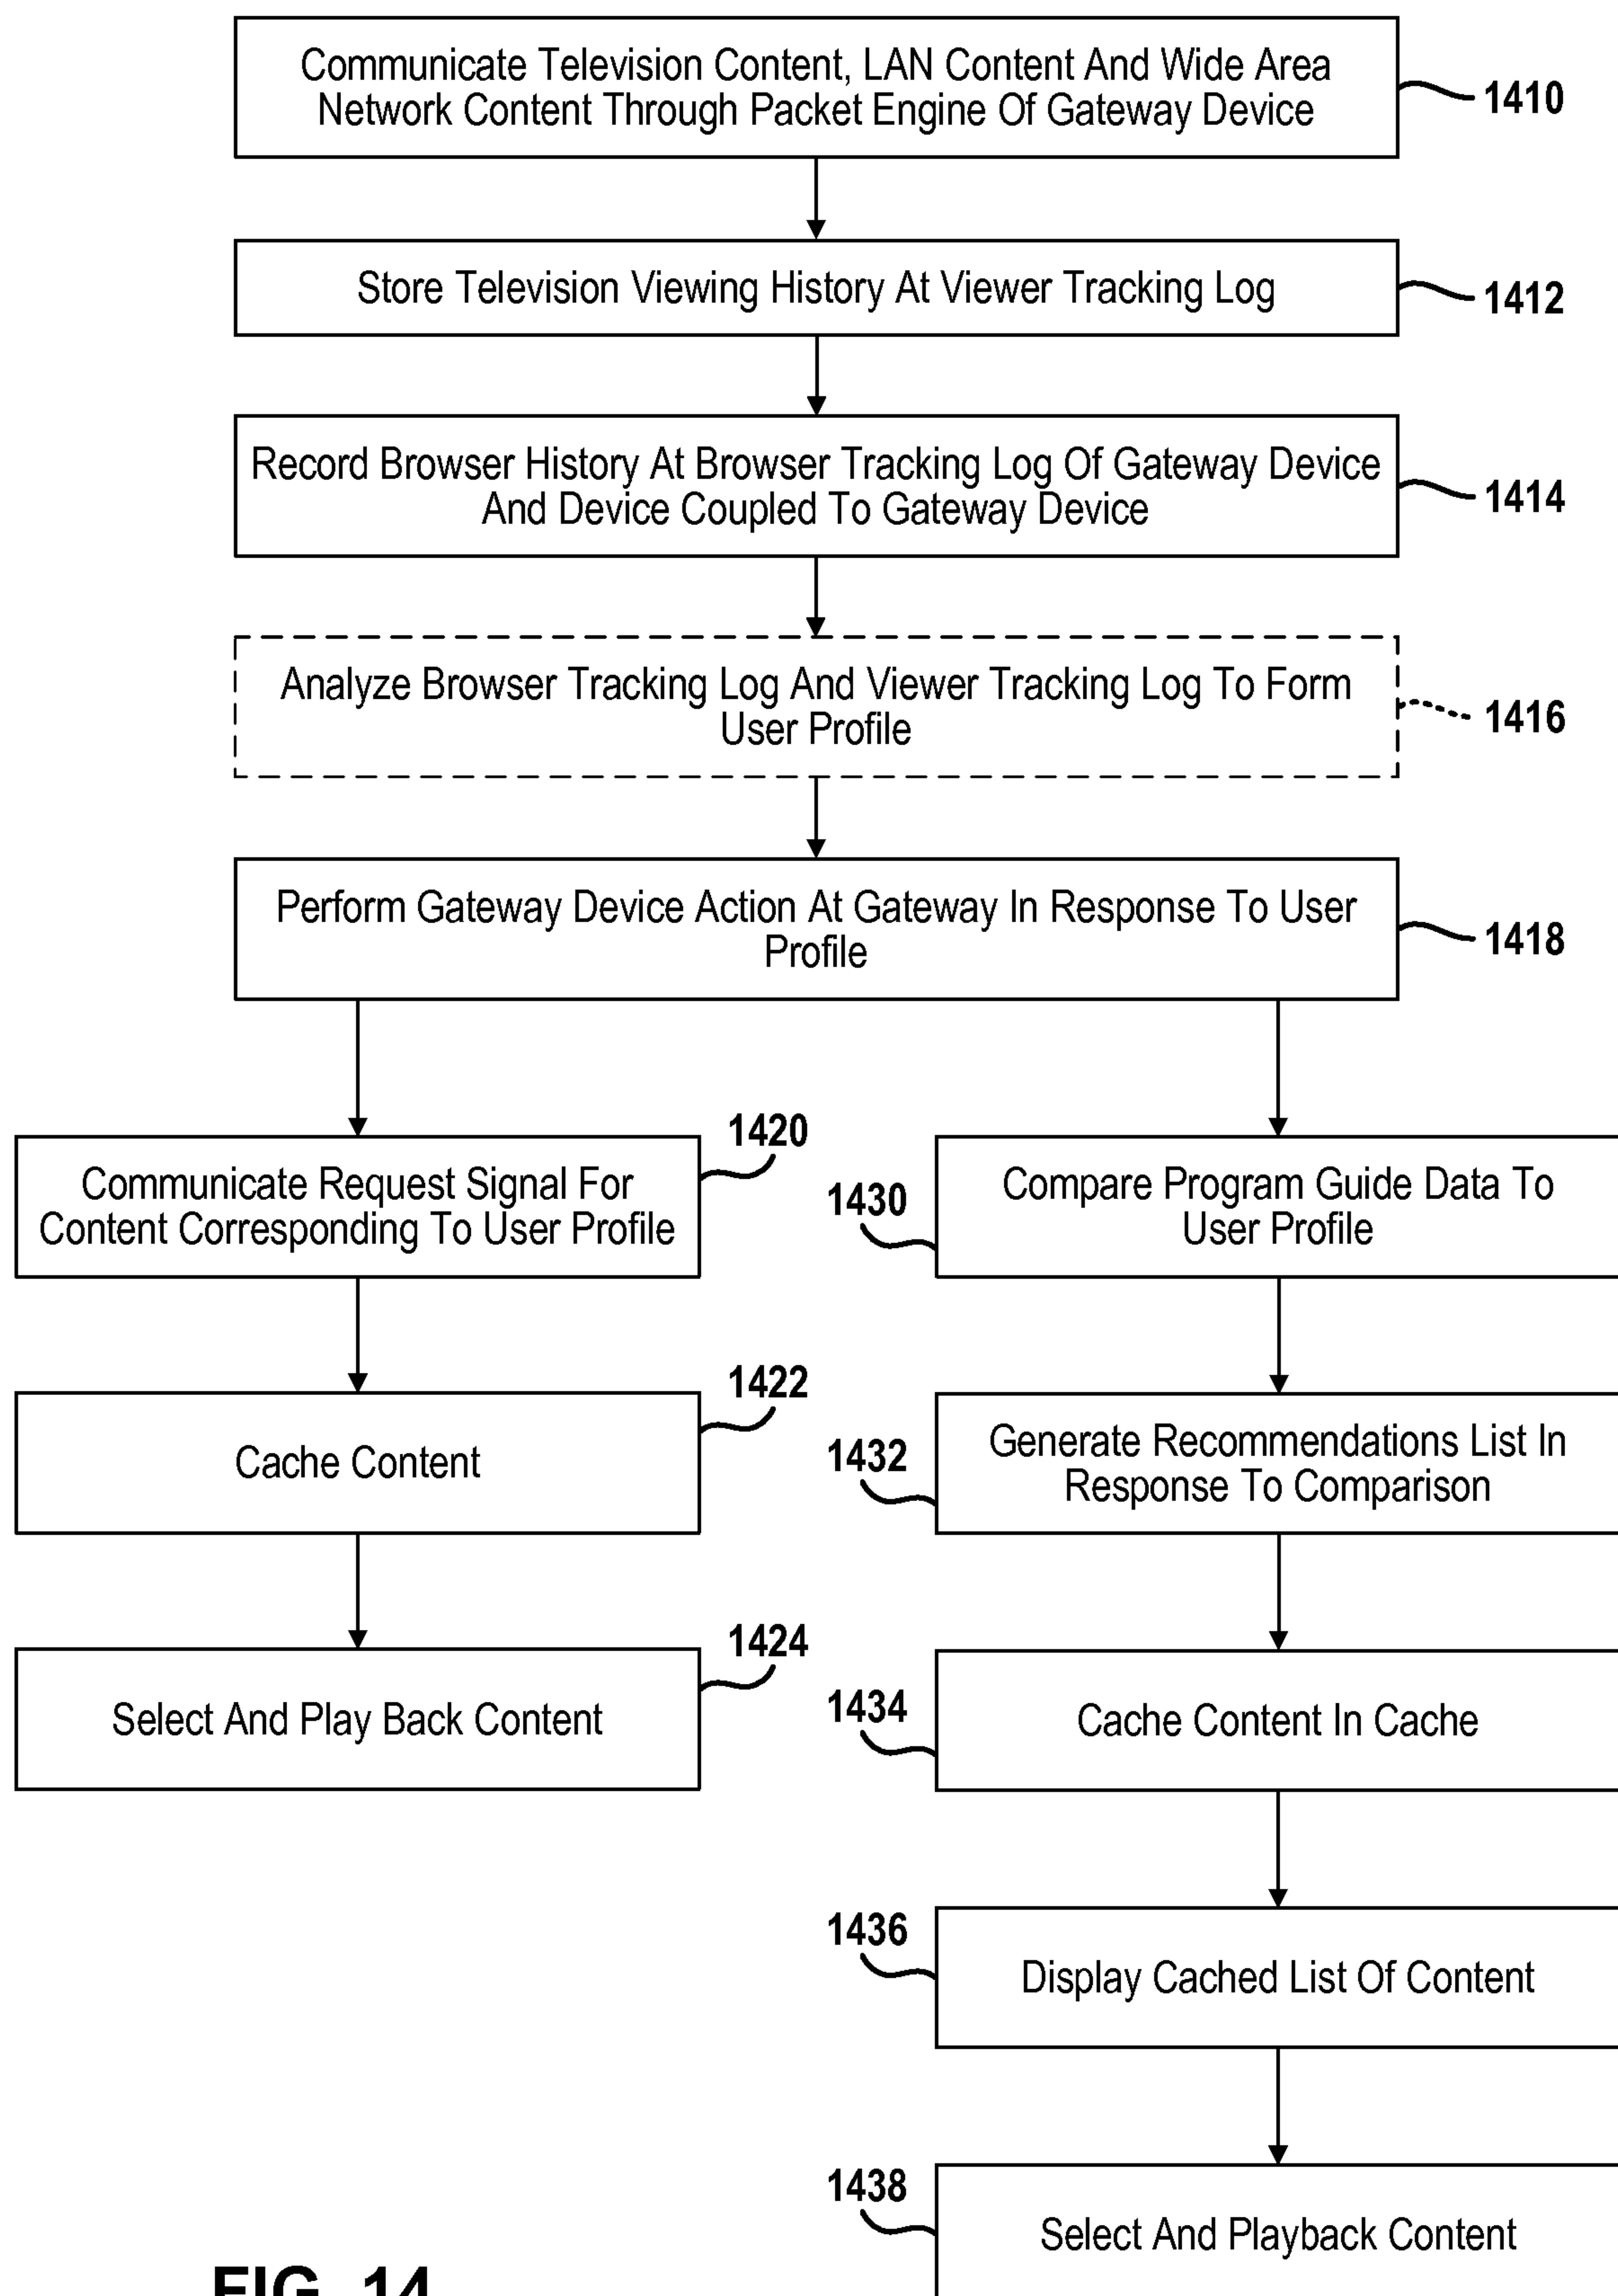 Communicate Television Content, LAN Content And Wide Area
Network Content Through Packet Engine Of Gateway Device
1410
Store Television Viewing History At Viewer Tracking Log
1412
Record Browser History At Browser Tracking Log Of Gateway Device
And Device Coupled To Gateway Device
1414
Analyze Browser Tracking Log And Viewer Tracking Log To Form
User Profile
1416
Perform Gateway Device Action At Gateway In Response To User
Profile
1418
1420
Communicate Request Signal For
Content Corresponding To User Profile
1422
Cache Content
1424
Select And Play Back Content
1430
Compare Program Guide Data To
User Profile
1432
Generate Recommendations List In
Response To Comparison
1434
Cache Content In Cache
1436
Display Cached List Of Content
1438
Select And Playback Content
FIG. 14